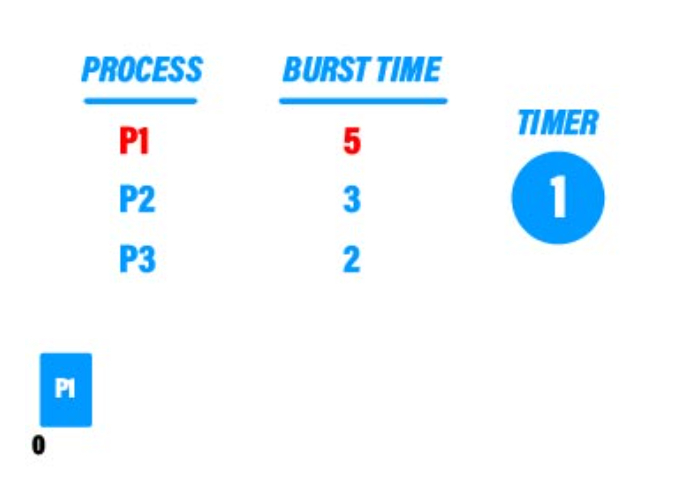 PROCESS BURST TIME
TIMER
P1 5
1
P2 3
P3 2
P1
0